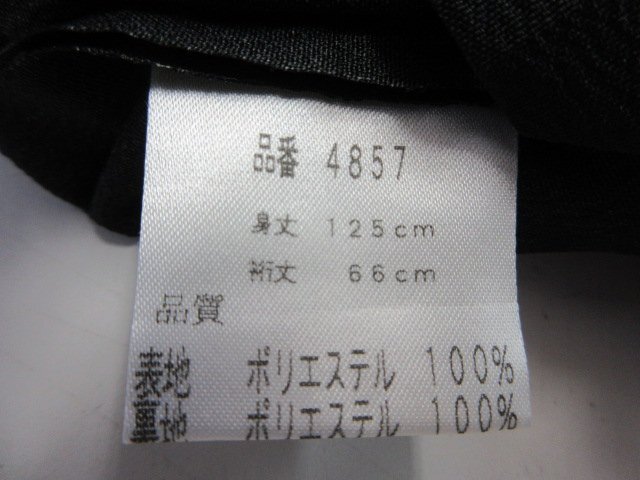 品番 4857
身丈 125cm
裄丈 66cm
品質
表地 ポリエステル 100%
裏地 ポリエステル 100%